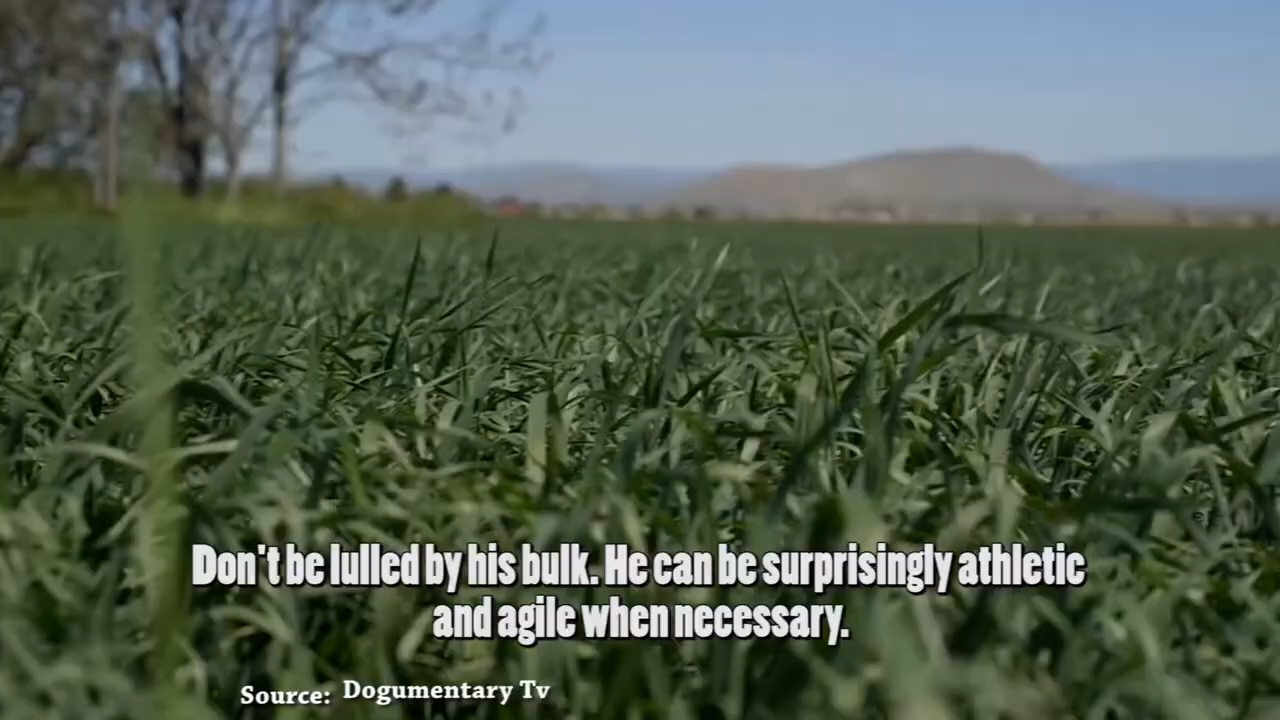 Don't be lulled by his bulk. He can be surprisingly athletic
and agile when necessary.
Source: Dogumentary Tv